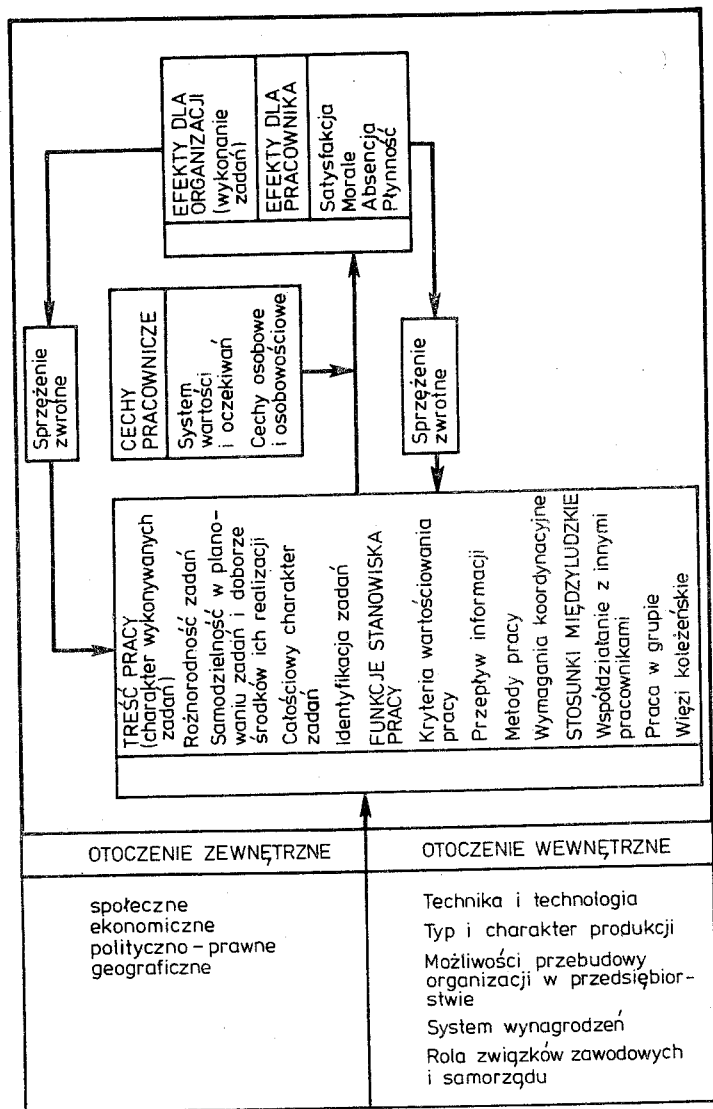 EFEKTY DLA
ORGANIZACJI
(wykonanie
zadań)
EFEKTY DLA
PRACOWNIKA
Satysfakcja
Morale
Absencja
Płynność
Sprzężenie
zwrotne
CECHY
PRACOWNICZE
System
wartości
i oczekiwań
Cechy osobowe
i osobowościowe
Sprzężenie
zwrotne
TREŚĆ PRACY
(charakter wykonywanych
zadań)
Rożnorodność zadań
Samodzielność w plano-
waniu zadań i doborze
środków ich realizacji
Całościowy charakter
zadań
Identyfikacja zadań
FUNKCJE STANOWISKA
PRACY
Kryteria wartościowania
pracy
Przepływ informacji
Metody pracy
Wymagania koordynacyjne
STOSUNKI MIĘDZYLUDZKIE
Wspołdziałanie z innymi
pracownikami
Praca w grupie
Więzi koleżeńskie
OTOCZENIE ZEWNĘTRZNE
społeczne
ekonomiczne
polityczno-prawne
geograficzne
OTOCZENIE WEWNĘTRZNE
Technika i technologia
Typ i charakter produkcji
Możliwości przebudowy
organizacji w przedsiębior-
stwie
System wynagrodzeń
Rola związków zawodowych
i samorządu